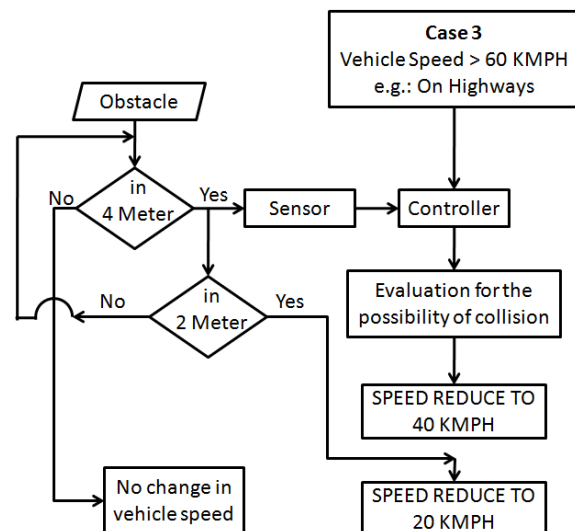 Case 3
Vehicle Speed > 60 KMPH
e.g.: On Highways
Obstacle
No
in
4 Meter
Yes
Sensor
Controller
No
in
2 Meter
Yes
Evaluation for the
possibility of collision
SPEED REDUCE TO
40 KMPH
No change in
vehicle speed
SPEED REDUCE TO
20 KMPH